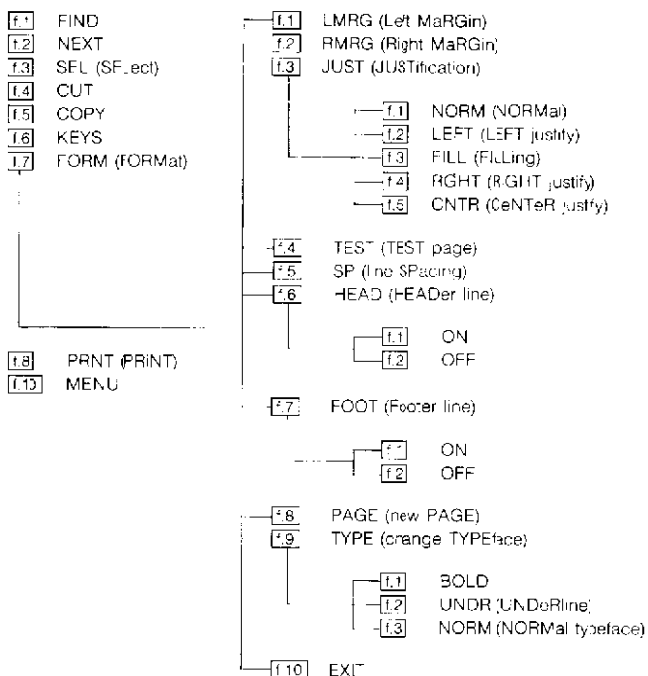 f.1 FIND
f.2 NEXT
f.3 SEL (SELect)
f.4 CUT
f.5 COPY
f.6 KEYS
f.7 FORM (FORMat)
f.8 PRNT (PRiNT)
f.10 MENU
f.1 LMRG (Left MaRGin)
f.2 RMRG (Right MaRGin)
f.3 JUST (JUSTification)
f.1 NORM (NORMal)
f.2 LEFT (LEFT justify)
f.3 FILL (FILLing)
f.4 RGHT (RiGHT justify)
f.5 CNTR (CeNTeR justfy)
f.4 TEST (TEST page)
f.5 SP (line SPacing)
f.6 HEAD (HEADer line)
f.1 ON
f.2 OFF
f.7 FOOT (Footer line)
f.1 ON
f.2 OFF
f.8 PAGE (new PAGE)
f.9 TYPE (change TYPEface)
f.1 BOLD
f.2 UNDR (UNDeRline)
f.3 NORM (NORMal typeface)
f.10 EXIT